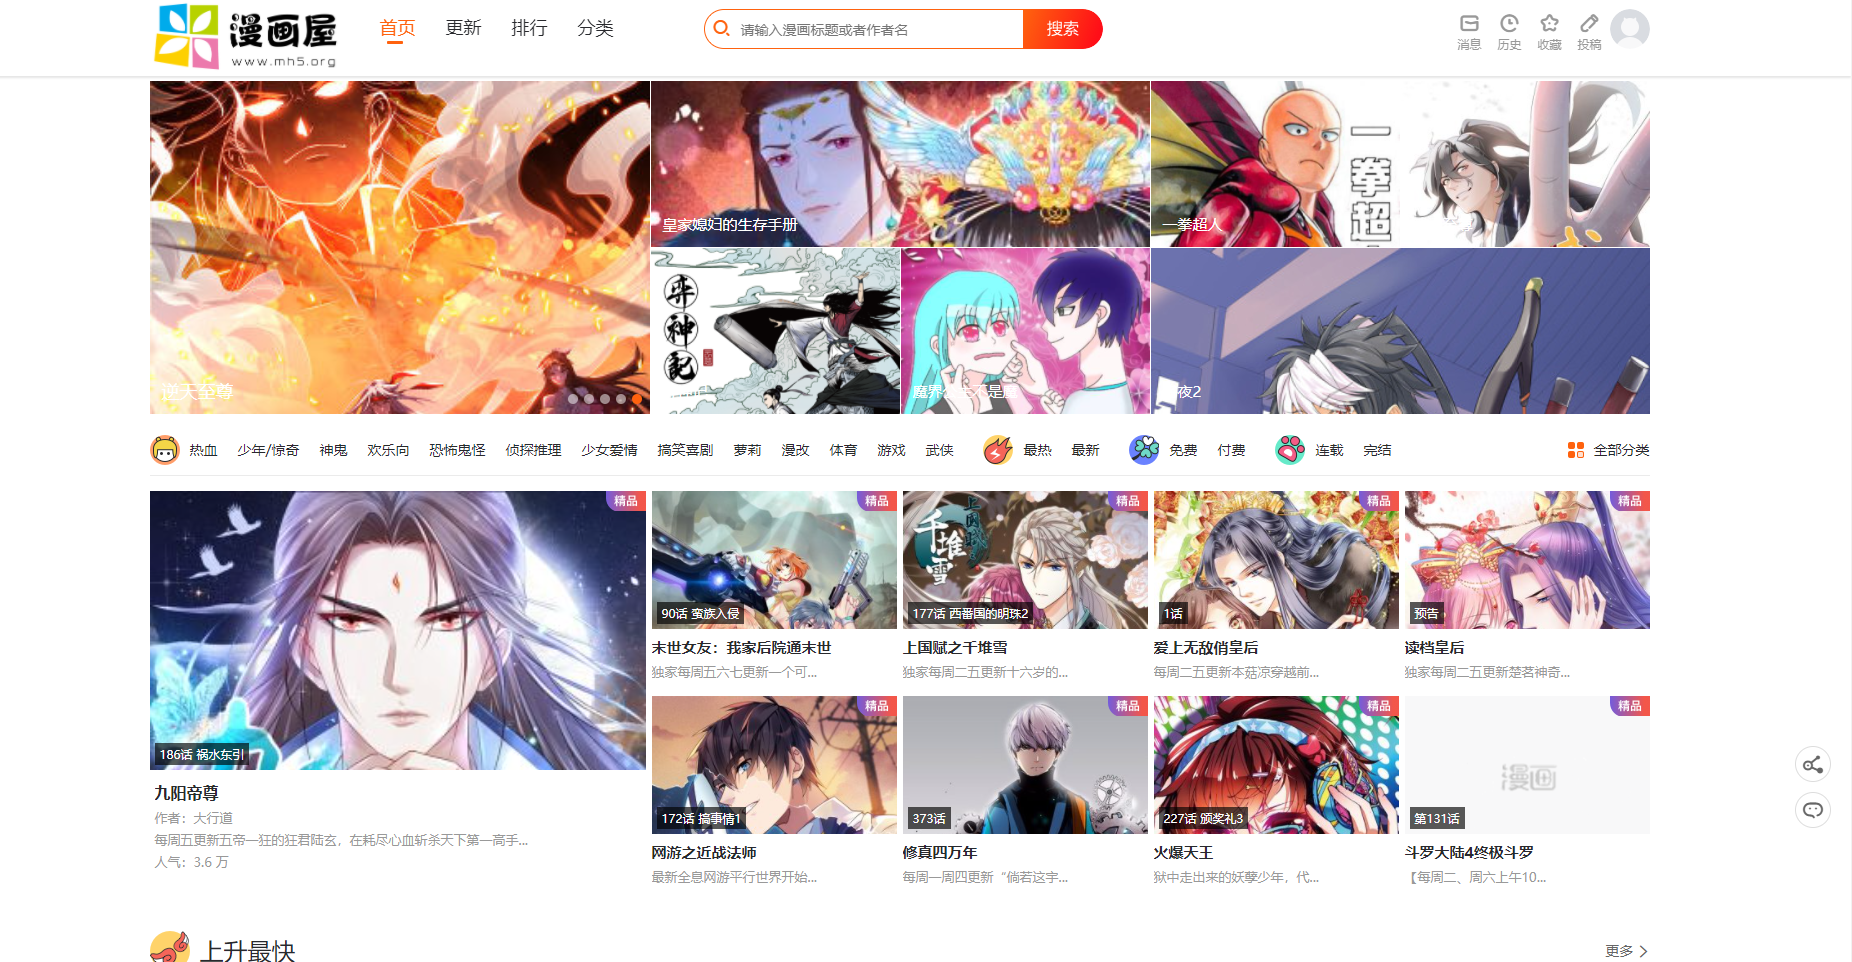 漫画屋
www.mh5.org
首页 更新 排行 分类
请输入漫画标题或者作者名
搜索
消息 历史 收藏 投稿
逆天至尊
皇家媳妇的生存手册
一拳超
一拳超人
弈神记
魔界公主不是魔
夜2
热血 少年/惊奇 神鬼 欢乐向 恐怖鬼怪 侦探推理 少女爱情 搞笑喜剧 萝莉 漫改 体育 游戏 武侠 最热 最新 免费 付费 连载 完结 全部分类
精品
186话 祸水东引
九阳帝尊
作者：大行道
每周五更新五帝一狂的狂君陆玄，在耗尽心血斩杀天下第一高手...
人气：3.6 万
精品
90话 蛮族入侵
末世女友：我家后院通末世
独家每周五六七更新一个可...
精品
上国赋
千堆雪
177话 西番国的明珠2
上国赋之千堆雪
独家每周二五更新十六岁的...
精品
1话
爱上无敌俏皇后
每周二五更新本菇凉穿越前...
精品
预告
读档皇后
独家每周二五更新楚茗神奇...
精品
172话 搞事情1
网游之近战法师
最新全息网游平行世界开始...
精品
373话
修真四万年
每周一周四更新“倘若这宇...
精品
227话 颁奖礼3
火爆天王
狱中走出来的妖孽少年，代...
精品
漫画
第131话
斗罗大陆4终极斗罗
【每周二、周六上午10...
上升最快
更多